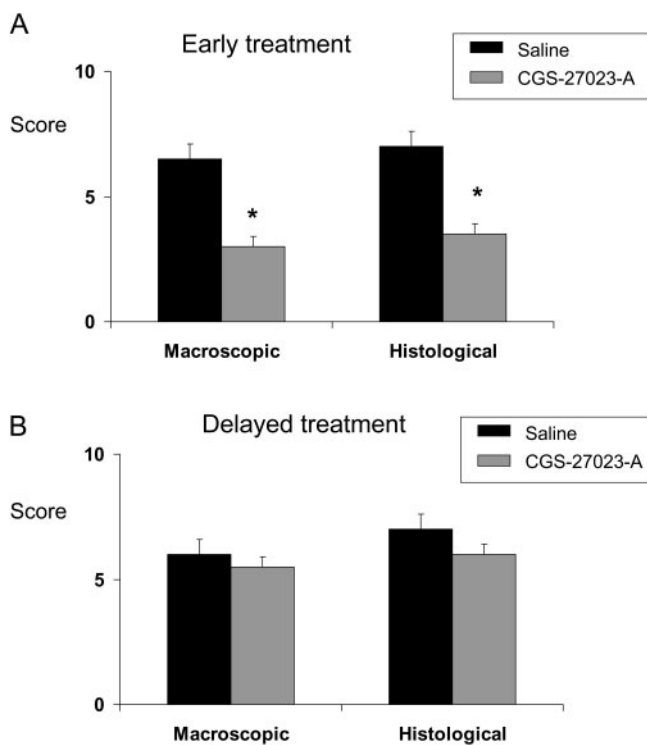 A
Early treatment
Saline
CGS-27023-A
10
Score
5
*
*
0
Macroscopic
Histological
B
Delayed treatment
Saline
CGS-27023-A
10
Score
5
0
Macroscopic
Histological